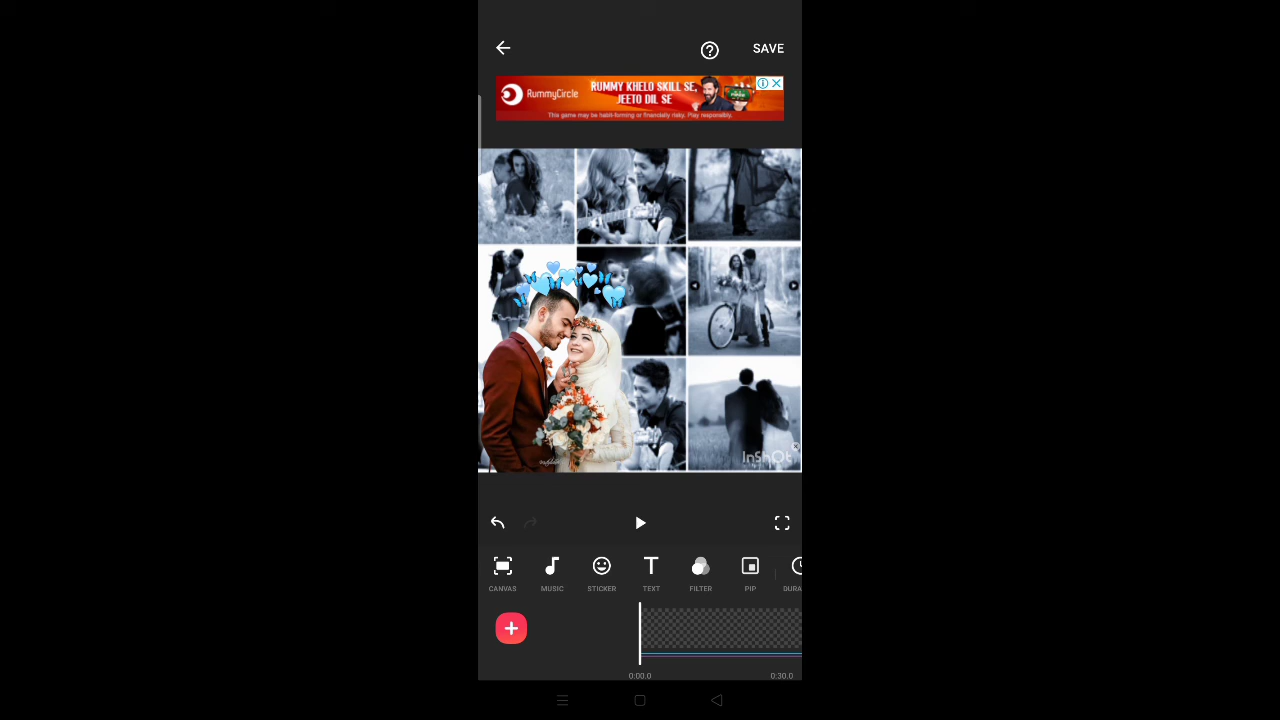 SAVE
RummyCircle
RUMMY KHELO SKILL SE,
JEETO DIL SE
This game may be habit-forming or financially risky. Play responsibly.
InShOt
CANVAS MUSIC STICKER TEXT FILTER PIP DURA
0:00.0 0:30.0